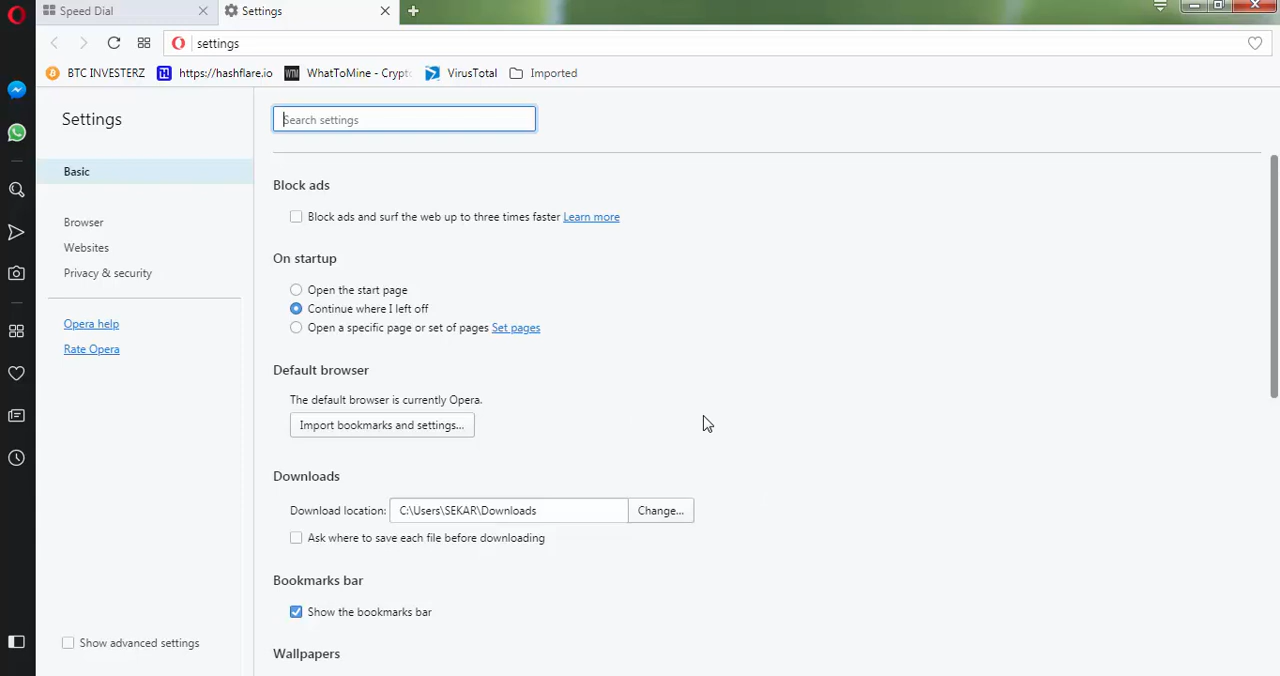 Speed Dial
Settings
settings
BTC INVESTERZ https://hashflare.io WTM WhatToMine - Crypto VirusTotal Imported
Settings
Search settings
Basic
Browser
Websites
Privacy & security
Opera help
Rate Opera
Show advanced settings
Block ads
Block ads and surf the web up to three times faster Learn more
On startup
Open the start page
Continue where I left off
Open a specific page or set of pages Set pages
Default browser
The default browser is currently Opera.
Import bookmarks and settings...
Downloads
Download location: C:\Users\SEKAR\Downloads Change...
Ask where to save each file before downloading
Bookmarks bar
Show the bookmarks bar
Wallpapers